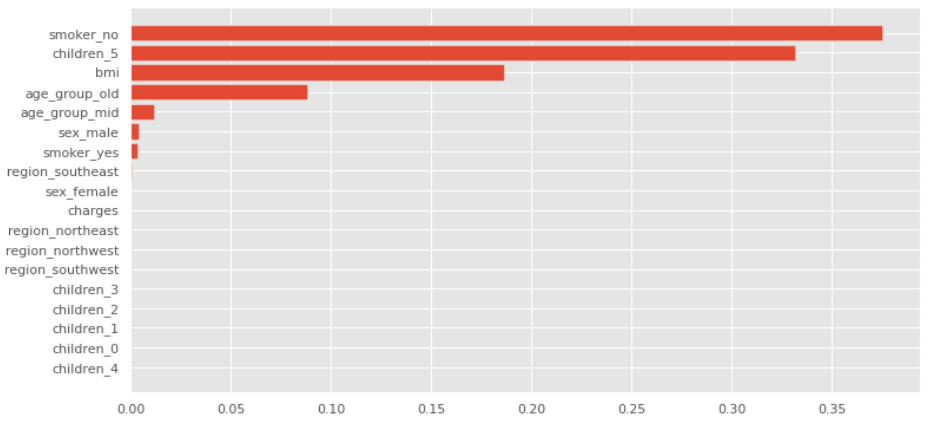 smoker_no
children_5
bmi
age_group_old
age_group_mid
sex_male
smoker_yes
region_southeast
sex_female
charges
region_northeast
region_northwest
region_southwest
children_3
children_2
children_1
children_0
children_4
0.00 0.05 0.10 0.15 0.20 0.25 0.30 0.35